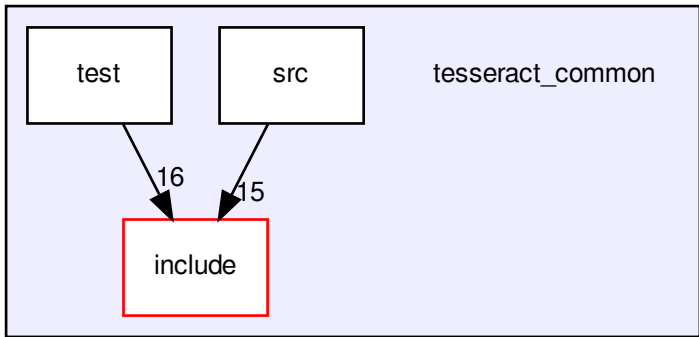 test
src
tesseract_common
16
15
include